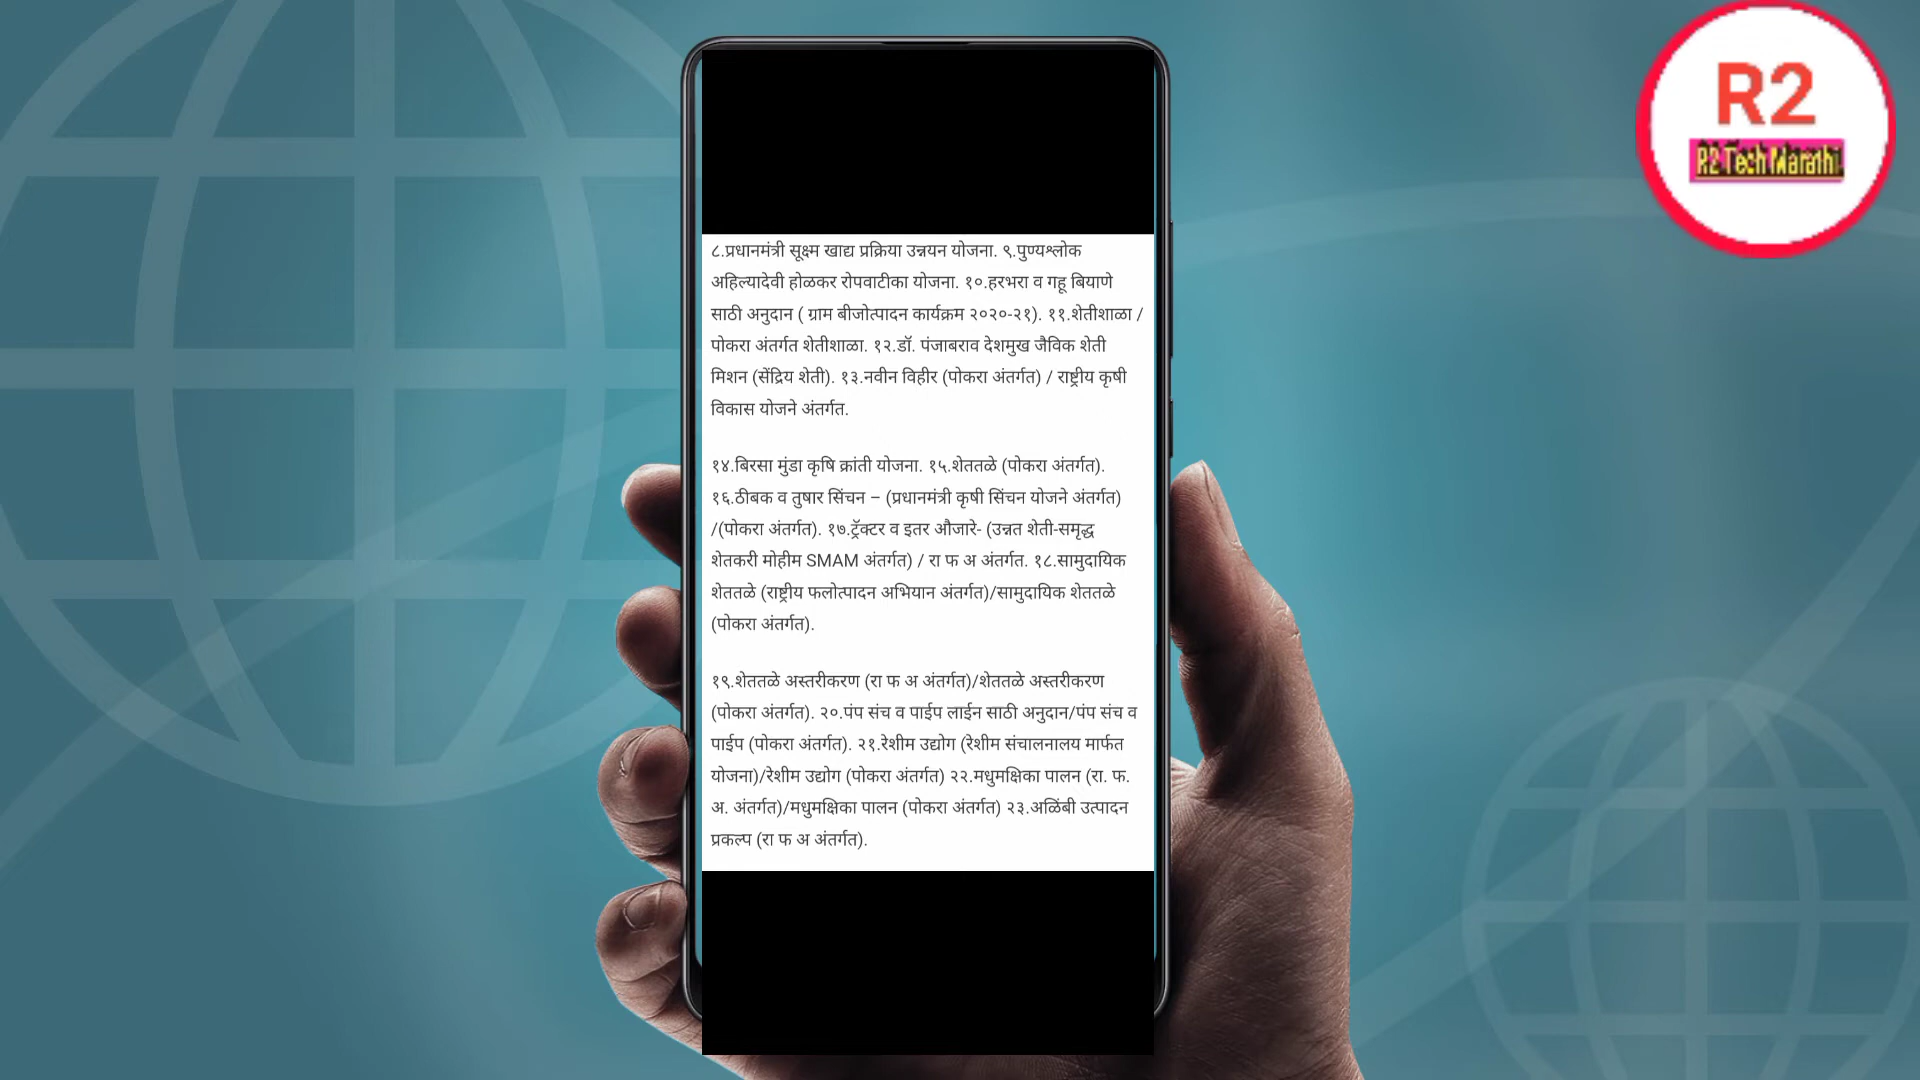 R2
R2 Tech Marathi
८.प्रधानमंत्री सूक्ष्म खाद्य प्रक्रिया उन्नयन योजना. ९.पुण्यश्लोक
अहिल्यादेवी होळकर रोपवाटीका योजना. १०.हरभरा व गहू बियाणे
साठी अनुदान ( ग्राम बीजोत्पादन कार्यक्रम २०२०-२१). ११.शेतीशाळा /
पोकरा अंतर्गत शेतीशाळा. १२.डॉ. पंजाबराव देशमुख जैविक शेती
मिशन (सेंद्रिय शेती). १३.नवीन विहीर (पोकरा अंतर्गत) / राष्ट्रीय कृषी
विकास योजने अंतर्गत.
१४.बिरसा मुंडा कृषि क्रांती योजना. १५.शेततळे (पोकरा अंतर्गत).
१६.ठीबक व तुषार सिंचन – (प्रधानमंत्री कृषी सिंचन योजने अंतर्गत)
/(पोकरा अंतर्गत). १७.ट्रॅक्टर व इतर औजारे- (उन्नत शेती-समृद्ध
शेतकरी मोहीम SMAM अंतर्गत) / रा फ अ अंतर्गत. १८.सामुदायिक
शेततळे (राष्ट्रीय फलोत्पादन अभियान अंतर्गत)/सामुदायिक शेततळे
(पोकरा अंतर्गत).
१९.शेततळे अस्तरीकरण (रा फ अ अंतर्गत)/शेततळे अस्तरीकरण
(पोकरा अंतर्गत). २०.पंप संच व पाईप लाईन साठी अनुदान/पंप संच व
पाईप (पोकरा अंतर्गत). २१.रेशीम उद्योग (रेशीम संचालनालय मार्फत
योजना)/रेशीम उद्योग (पोकरा अंतर्गत) २२.मधुमक्षिका पालन (रा. फ.
अ. अंतर्गत)/मधुमक्षिका पालन (पोकरा अंतर्गत) २३.अळिंबी उत्पादन
प्रकल्प (रा फ अ अंतर्गत).